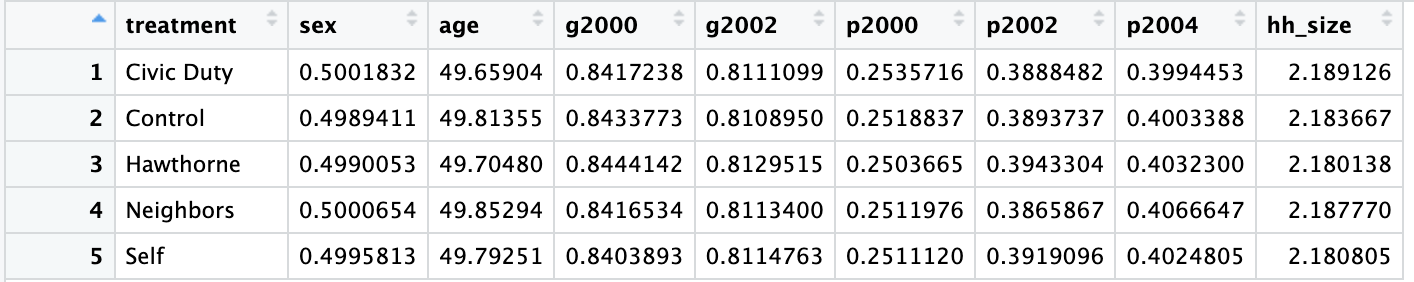 treatment sex age g2000 g2002 p2000 p2002 p2004 hh_size
1 Civic Duty 0.5001832 49.65904 0.8417238 0.8111099 0.2535716 0.3888482 0.3994453 2.189126
2 Control 0.4989411 49.81355 0.8433773 0.8108950 0.2518837 0.3893737 0.4003388 2.183667
3 Hawthorne 0.4990053 49.70480 0.8444142 0.8129515 0.2503665 0.3943304 0.4032300 2.180138
4 Neighbors 0.5000654 49.85294 0.8416534 0.8113400 0.2511976 0.3865867 0.4066647 2.187770
5 Self 0.4995813 49.79251 0.8403893 0.8114763 0.2511120 0.3919096 0.4024805 2.180805